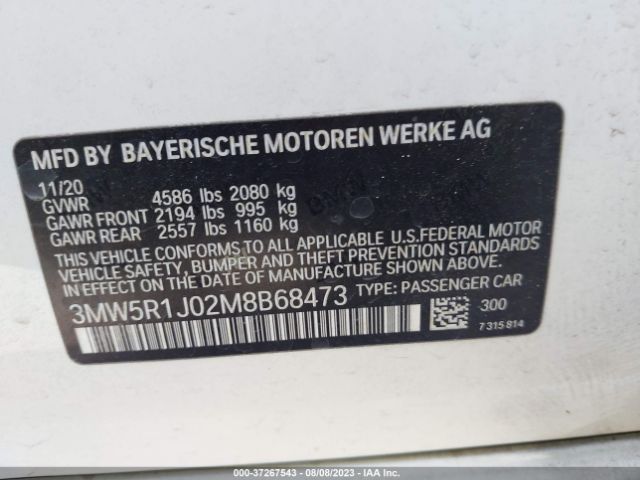 MFD BY BAYERISCHE MOTOREN WERKE AG
11/20
GVWR 4586 lbs 2080 kg
GAWR FRONT 2194 lbs 995 kg
GAWR REAR 2557 lbs 1160 kg
THIS VEHICLE CONFORMS TO ALL APPLICABLE U.S.FEDERAL MOTOR
VEHICLE SAFETY, BUMPER AND THEFT PREVENTION STANDARDS
IN EFFECT ON THE DATE OF MANUFACTURE SHOWN ABOVE.
3MW5R1J02M8B68473 TYPE: PASSENGER CAR
300
7 315 814
000-37267543 - 08/08/2023 - IAA, Inc.